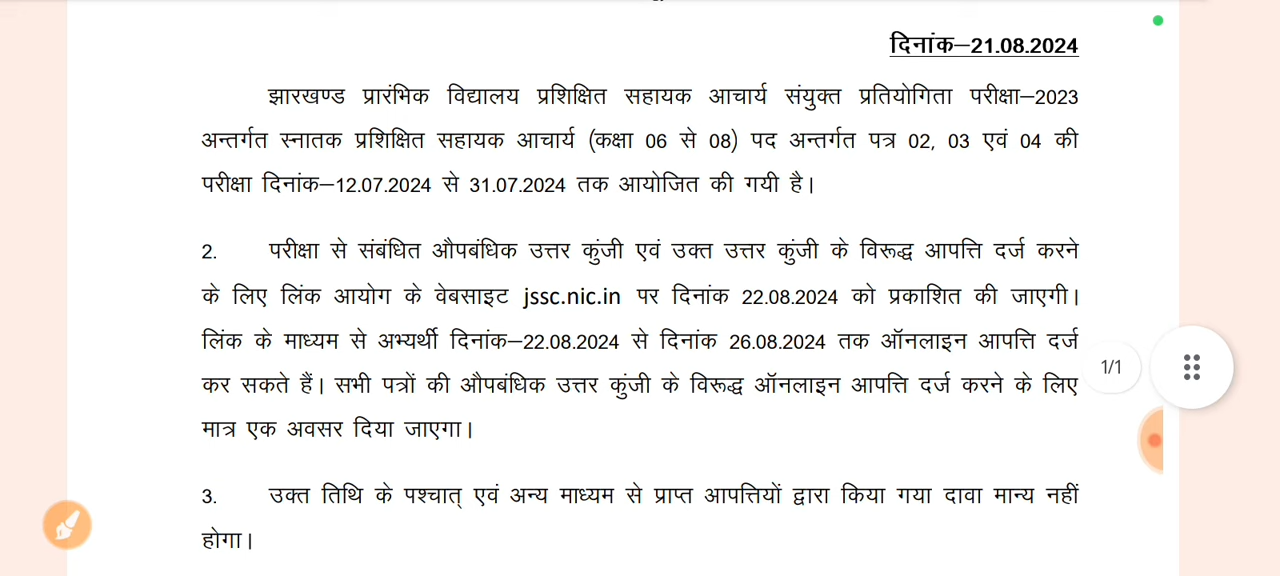 दिनांक–21.08.2024
झारखण्ड प्रारंभिक विद्यालय प्रशिक्षित सहायक आचार्य संयुक्त प्रतियोगिता परीक्षा–2023
अन्तर्गत स्नातक प्रशिक्षित सहायक आचार्य (कक्षा 06 से 08) पद अन्तर्गत पत्र 02, 03 एवं 04 की
परीक्षा दिनांक–12.07.2024 से 31.07.2024 तक आयोजित की गयी है।
2. परीक्षा से संबंधित औपबंधिक उत्तर कुंजी एवं उक्त उत्तर कुंजी के विरूद्ध आपत्ति दर्ज करने
के लिए लिंक आयोग के वेबसाइट jssc.nic.in पर दिनांक 22.08.2024 को प्रकाशित की जाएगी।
लिंक के माध्यम से अभ्यर्थी दिनांक–22.08.2024 से दिनांक 26.08.2024 तक ऑनलाइन आपत्ति दर्ज
कर सकते हैं। सभी पत्रों की औपबंधिक उत्तर कुंजी के विरूद्ध ऑनलाइन आपत्ति दर्ज करने के लिए
1/1
मात्र एक अवसर दिया जाएगा।
3. उक्त तिथि के पश्चात् एवं अन्य माध्यम से प्राप्त आपत्तियों द्वारा किया गया दावा मान्य नहीं
होगा।